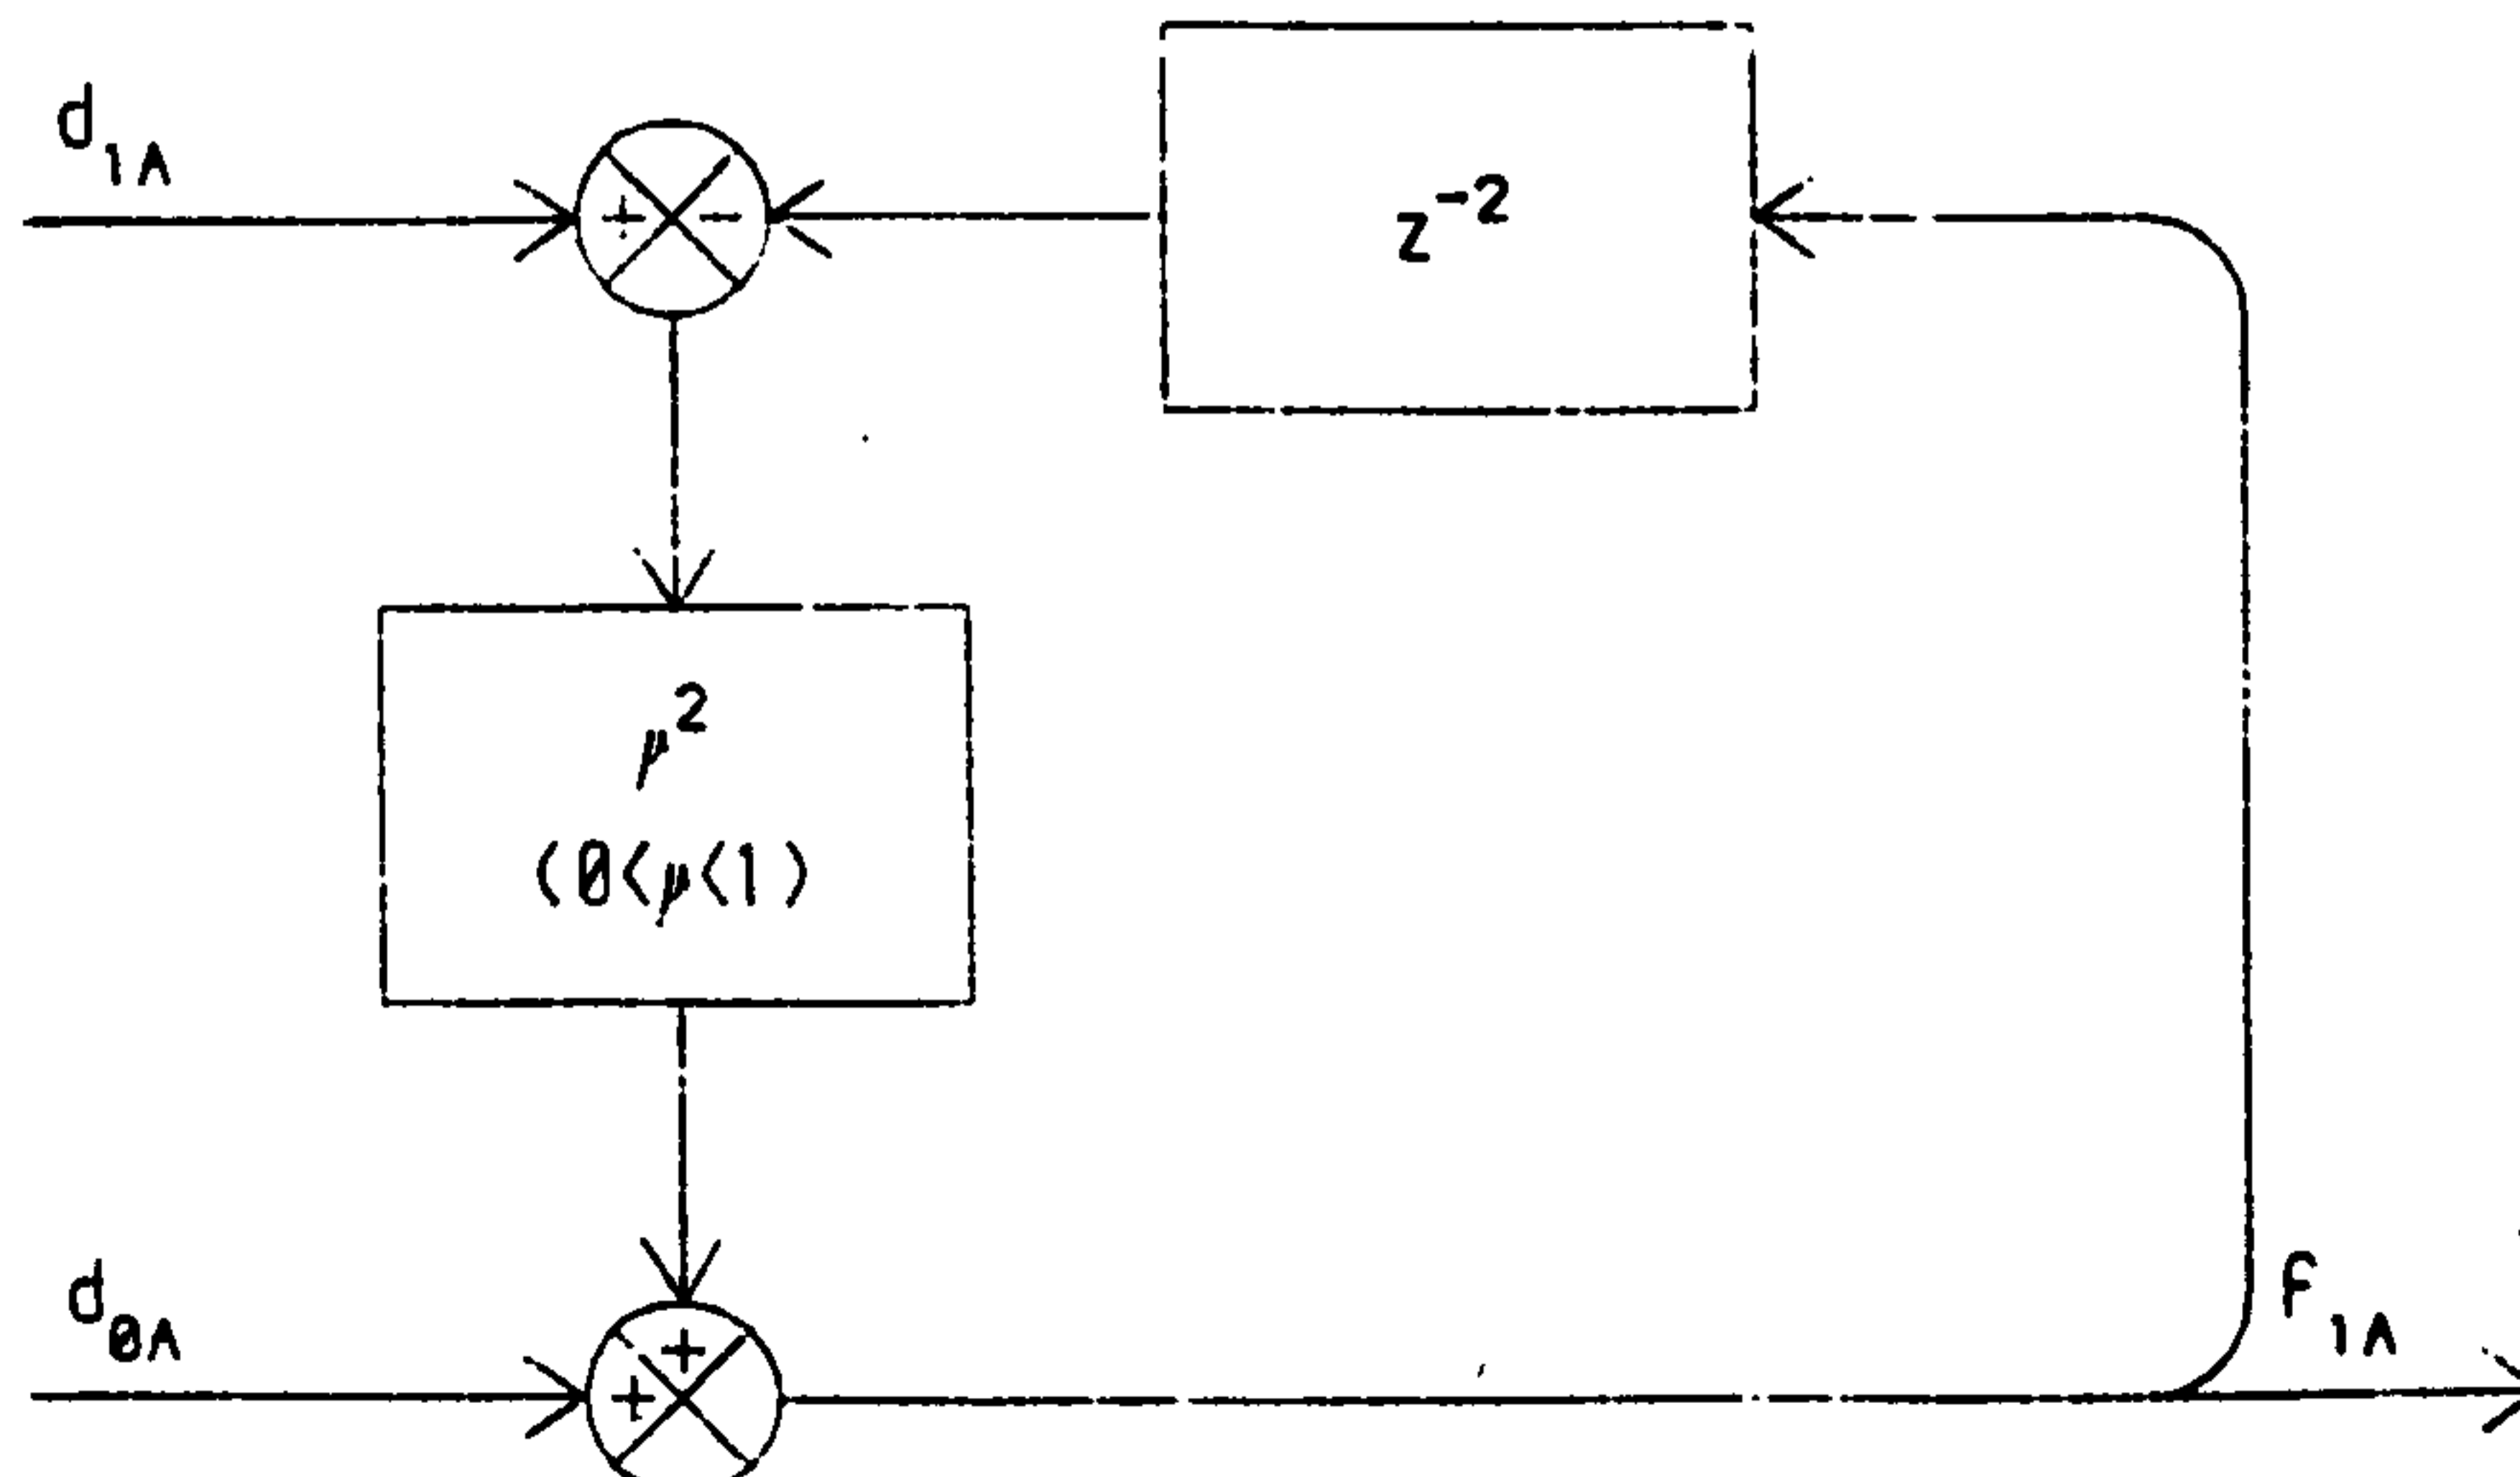 d₁A
+ −
z⁻²
μ²
(0<μ<1)
d₀A
+
+
f₁A